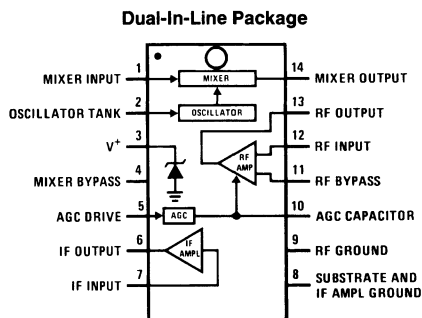 Dual-In-Line Package
1
MIXER INPUT
MIXER
14
MIXER OUTPUT
2
OSCILLATOR TANK
OSCILLATOR
13
RF OUTPUT
3
V+
12
RF INPUT
RF
AMP
4
MIXER BYPASS
11
RF BYPASS
5
AGC DRIVE
AGC
10
AGC CAPACITOR
6
IF OUTPUT
IF
AMPL
9
RF GROUND
7
IF INPUT
8
SUBSTRATE AND
IF AMPL GROUND